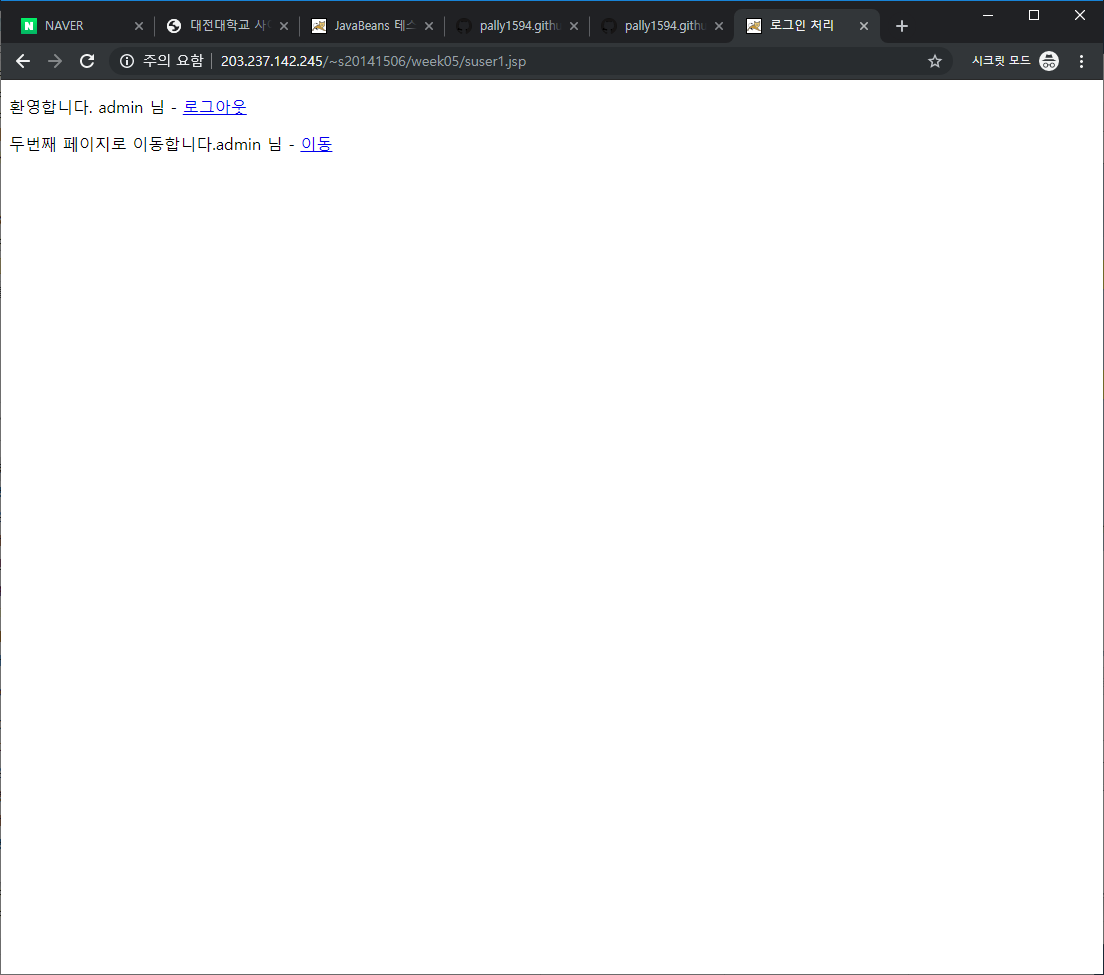 NAVER
대전대학교 사
JavaBeans 테스
pally1594.githu
pally1594.githu
로그인 처리
주의 요함 203.237.142.245/~s20141506/week05/suser1.jsp
시크릿 모드
환영합니다. admin 님 - 로그아웃
두번째 페이지로 이동합니다.admin 님 - 이동